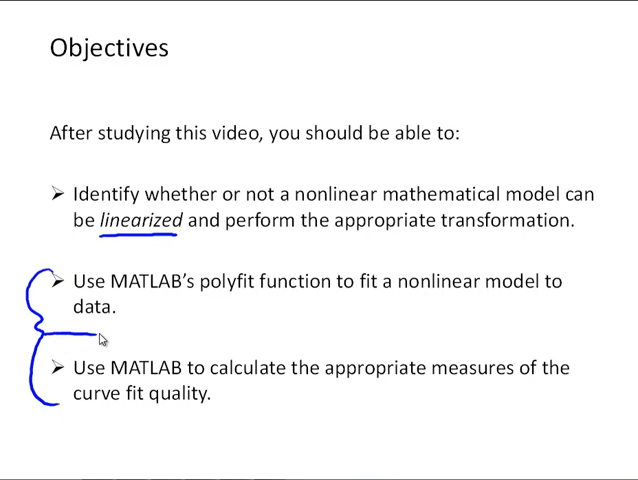 Objectives
After studying this video, you should be able to:
Identify whether or not a nonlinear mathematical model can
be linearized and perform the appropriate transformation.
Use MATLAB’s polyfit function to fit a nonlinear model to
data.
Use MATLAB to calculate the appropriate measures of the
curve fit quality.